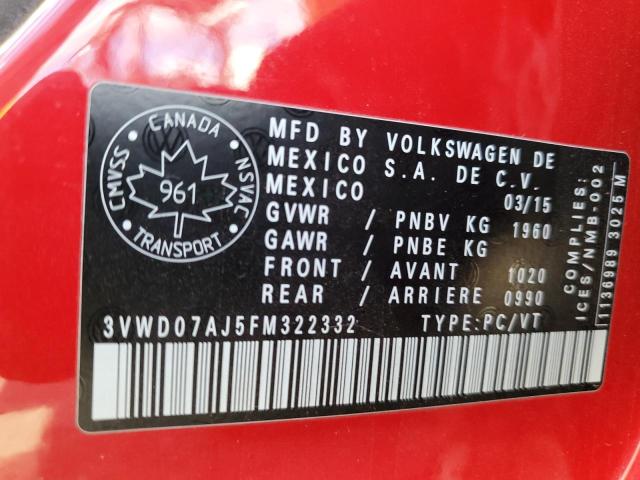 CANADA
CMVSS
NSVAC
961
TRANSPORT
MFD BY VOLKSWAGEN DE
MEXICO S.A. DE C.V.
MEXICO 03/15
GVWR / PNBV KG 1960
GAWR / PNBE KG
FRONT / AVANT 1020
REAR / ARRIERE 0990
3VWD07AJ5FM322332 TYPE:PC/VT
COMPLIES:
ICES/NMB-002
1136989 3025 M